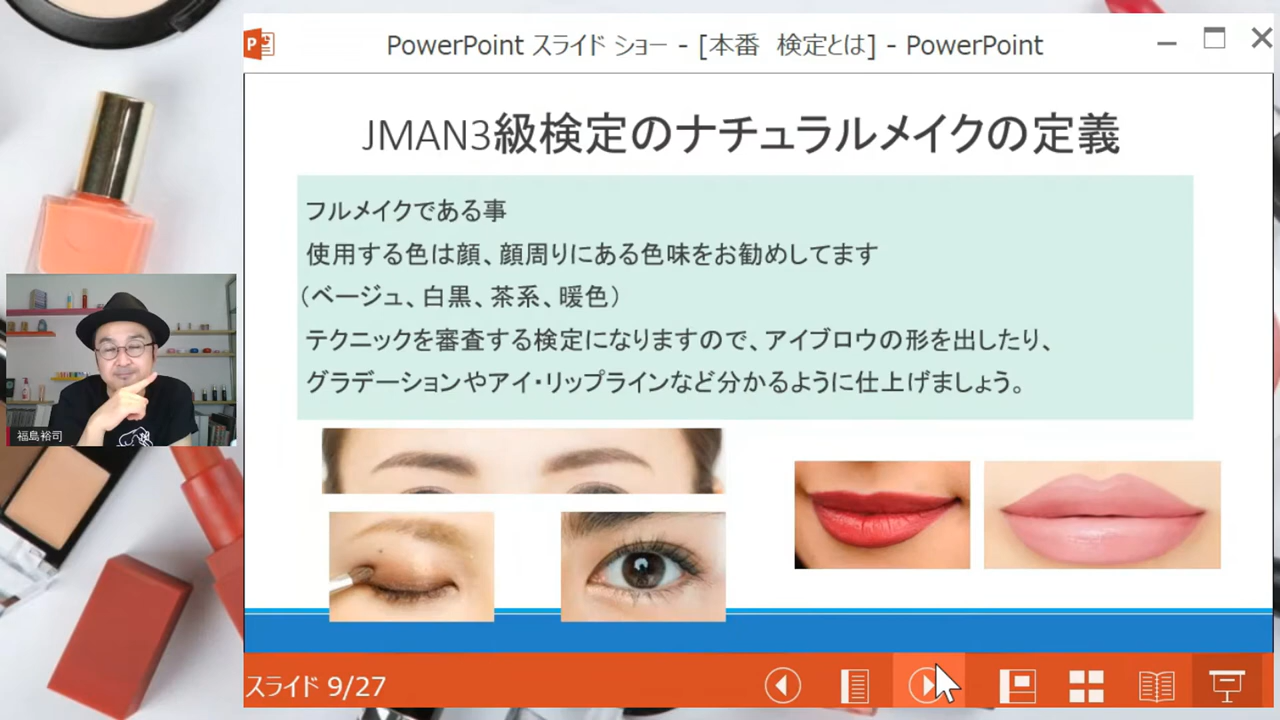 PowerPoint スライド ショー - [本番　検定とは] - PowerPoint
JMAN3級検定のナチュラルメイクの定義
フルメイクである事
使用する色は顔、顔周りにある色味をお勧めしてます
（ベージュ、白黒、茶系、暖色）
テクニックを審査する検定になりますので、アイブロウの形を出したり、
グラデーションやアイ・リップラインなど分かるように仕上げましょう。
福島裕司
スライド 9/27